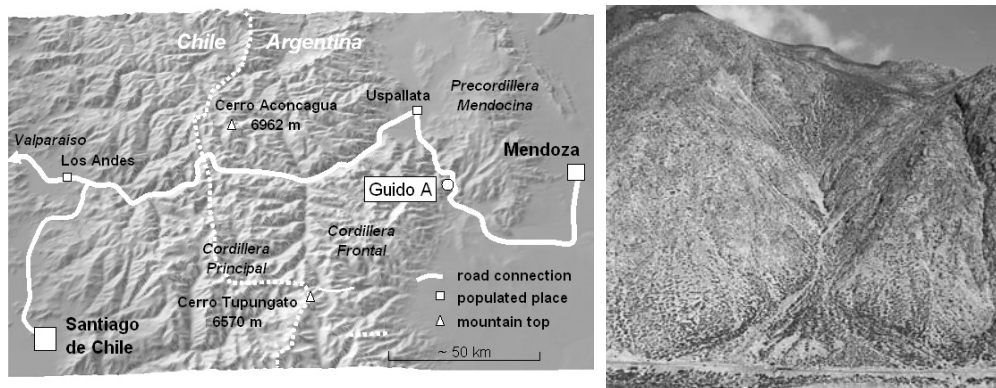 Chile Argentina
Cerro Aconcagua
6962 m
Uspallata
Precordillera
Mendocina
Valparaiso
Los Andes
Mendoza
Guido A
Cordillera
Principal
Cordillera
Frontal
Cerro Tupungato
6570 m
Santiago
de Chile
road connection
populated place
mountain top
~ 50 km